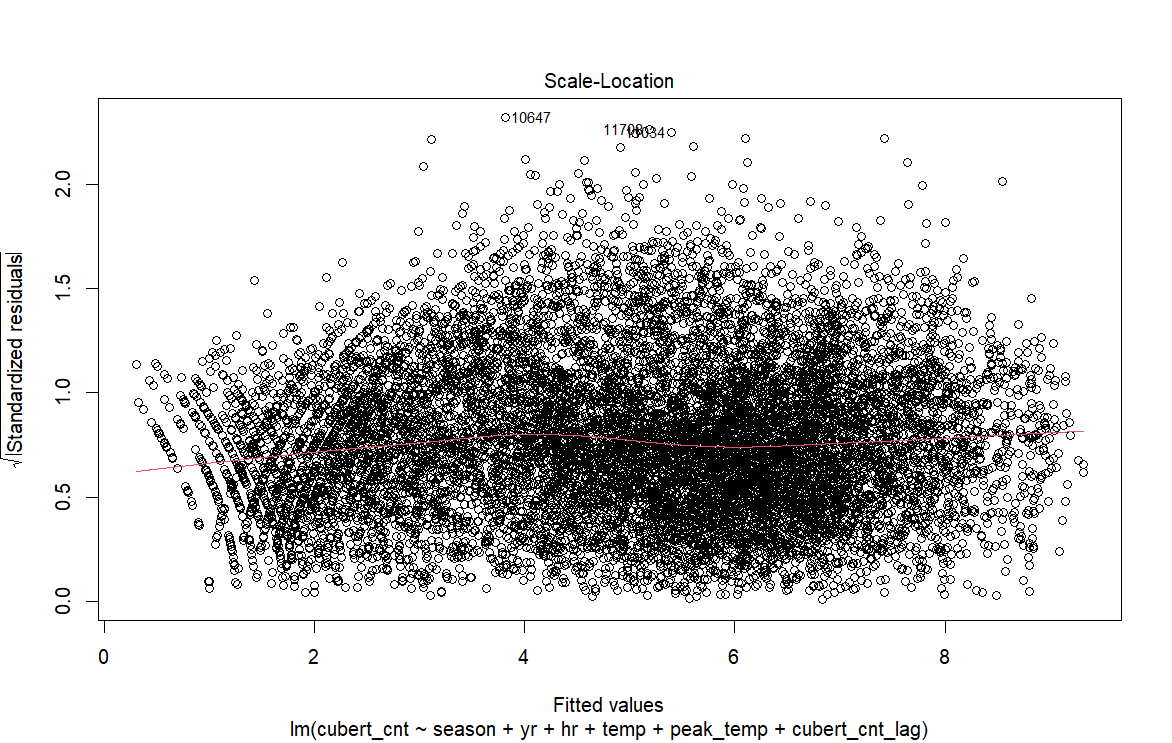 Scale-Location
10647
2.0
1.5
1.0
0.5
0.0
√|Standardized residuals|
0 2 4 6 8
Fitted values
lm(cubert_cnt ~ season + yr + hr + temp + peak_temp + cubert_cnt_lag)